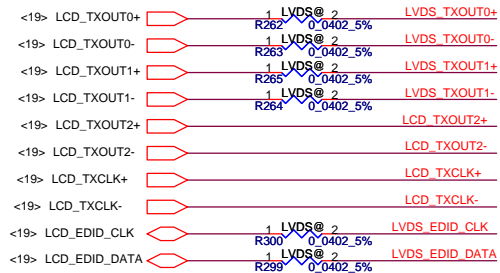 <19> LCD_TXOUT0+ 1 LVDS@ 2 LVDS_TXOUT0+
R262 0_0402_5%
<19> LCD_TXOUT0- 1 LVDS@ 2 LVDS_TXOUT0-
R263 0_0402_5%
<19> LCD_TXOUT1+ 1 LVDS@ 2 LVDS_TXOUT1+
R265 0_0402_5%
<19> LCD_TXOUT1- 1 LVDS@ 2 LVDS_TXOUT1-
R264 0_0402_5%
<19> LCD_TXOUT2+ LCD_TXOUT2+
<19> LCD_TXOUT2- LCD_TXOUT2-
<19> LCD_TXCLK+ LCD_TXCLK+
<19> LCD_TXCLK- LCD_TXCLK-
<19> LCD_EDID_CLK 1 LVDS@ 2 LVDS_EDID_CLK
R300 0_0402_5%
<19> LCD_EDID_DATA 1 LVDS@ 2 LVDS_EDID_DATA
R299 0_0402_5%